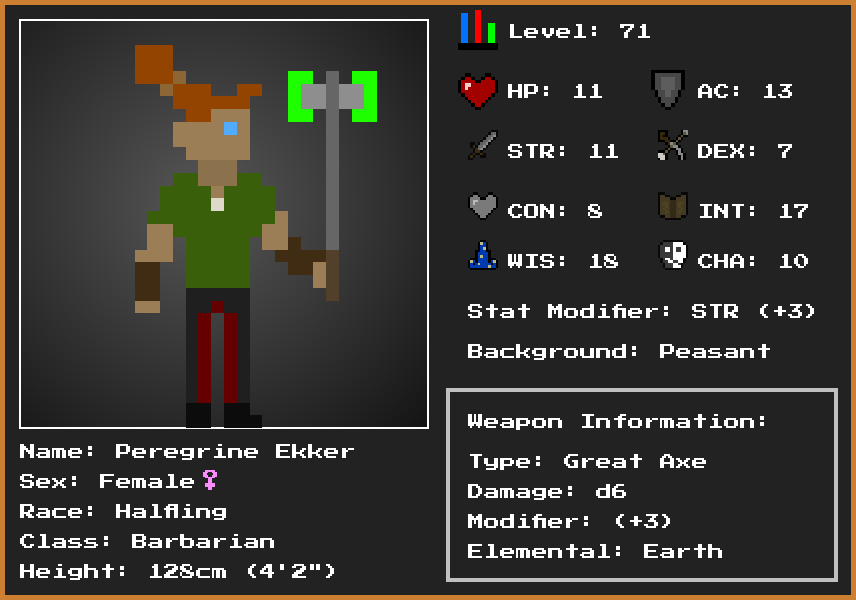 Level: 71
HP: 11
AC: 13
STR: 11
DEX: 7
CON: 8
INT: 17
WIS: 18
CHA: 10
Stat Modifier: STR (+3)
Background: Peasant
Weapon Information:
Type: Great Axe
Damage: d6
Modifier: (+3)
Elemental: Earth
Name: Peregrine Ekker
Sex: Female♀
Race: Halfling
Class: Barbarian
Height: 128cm (4'2")